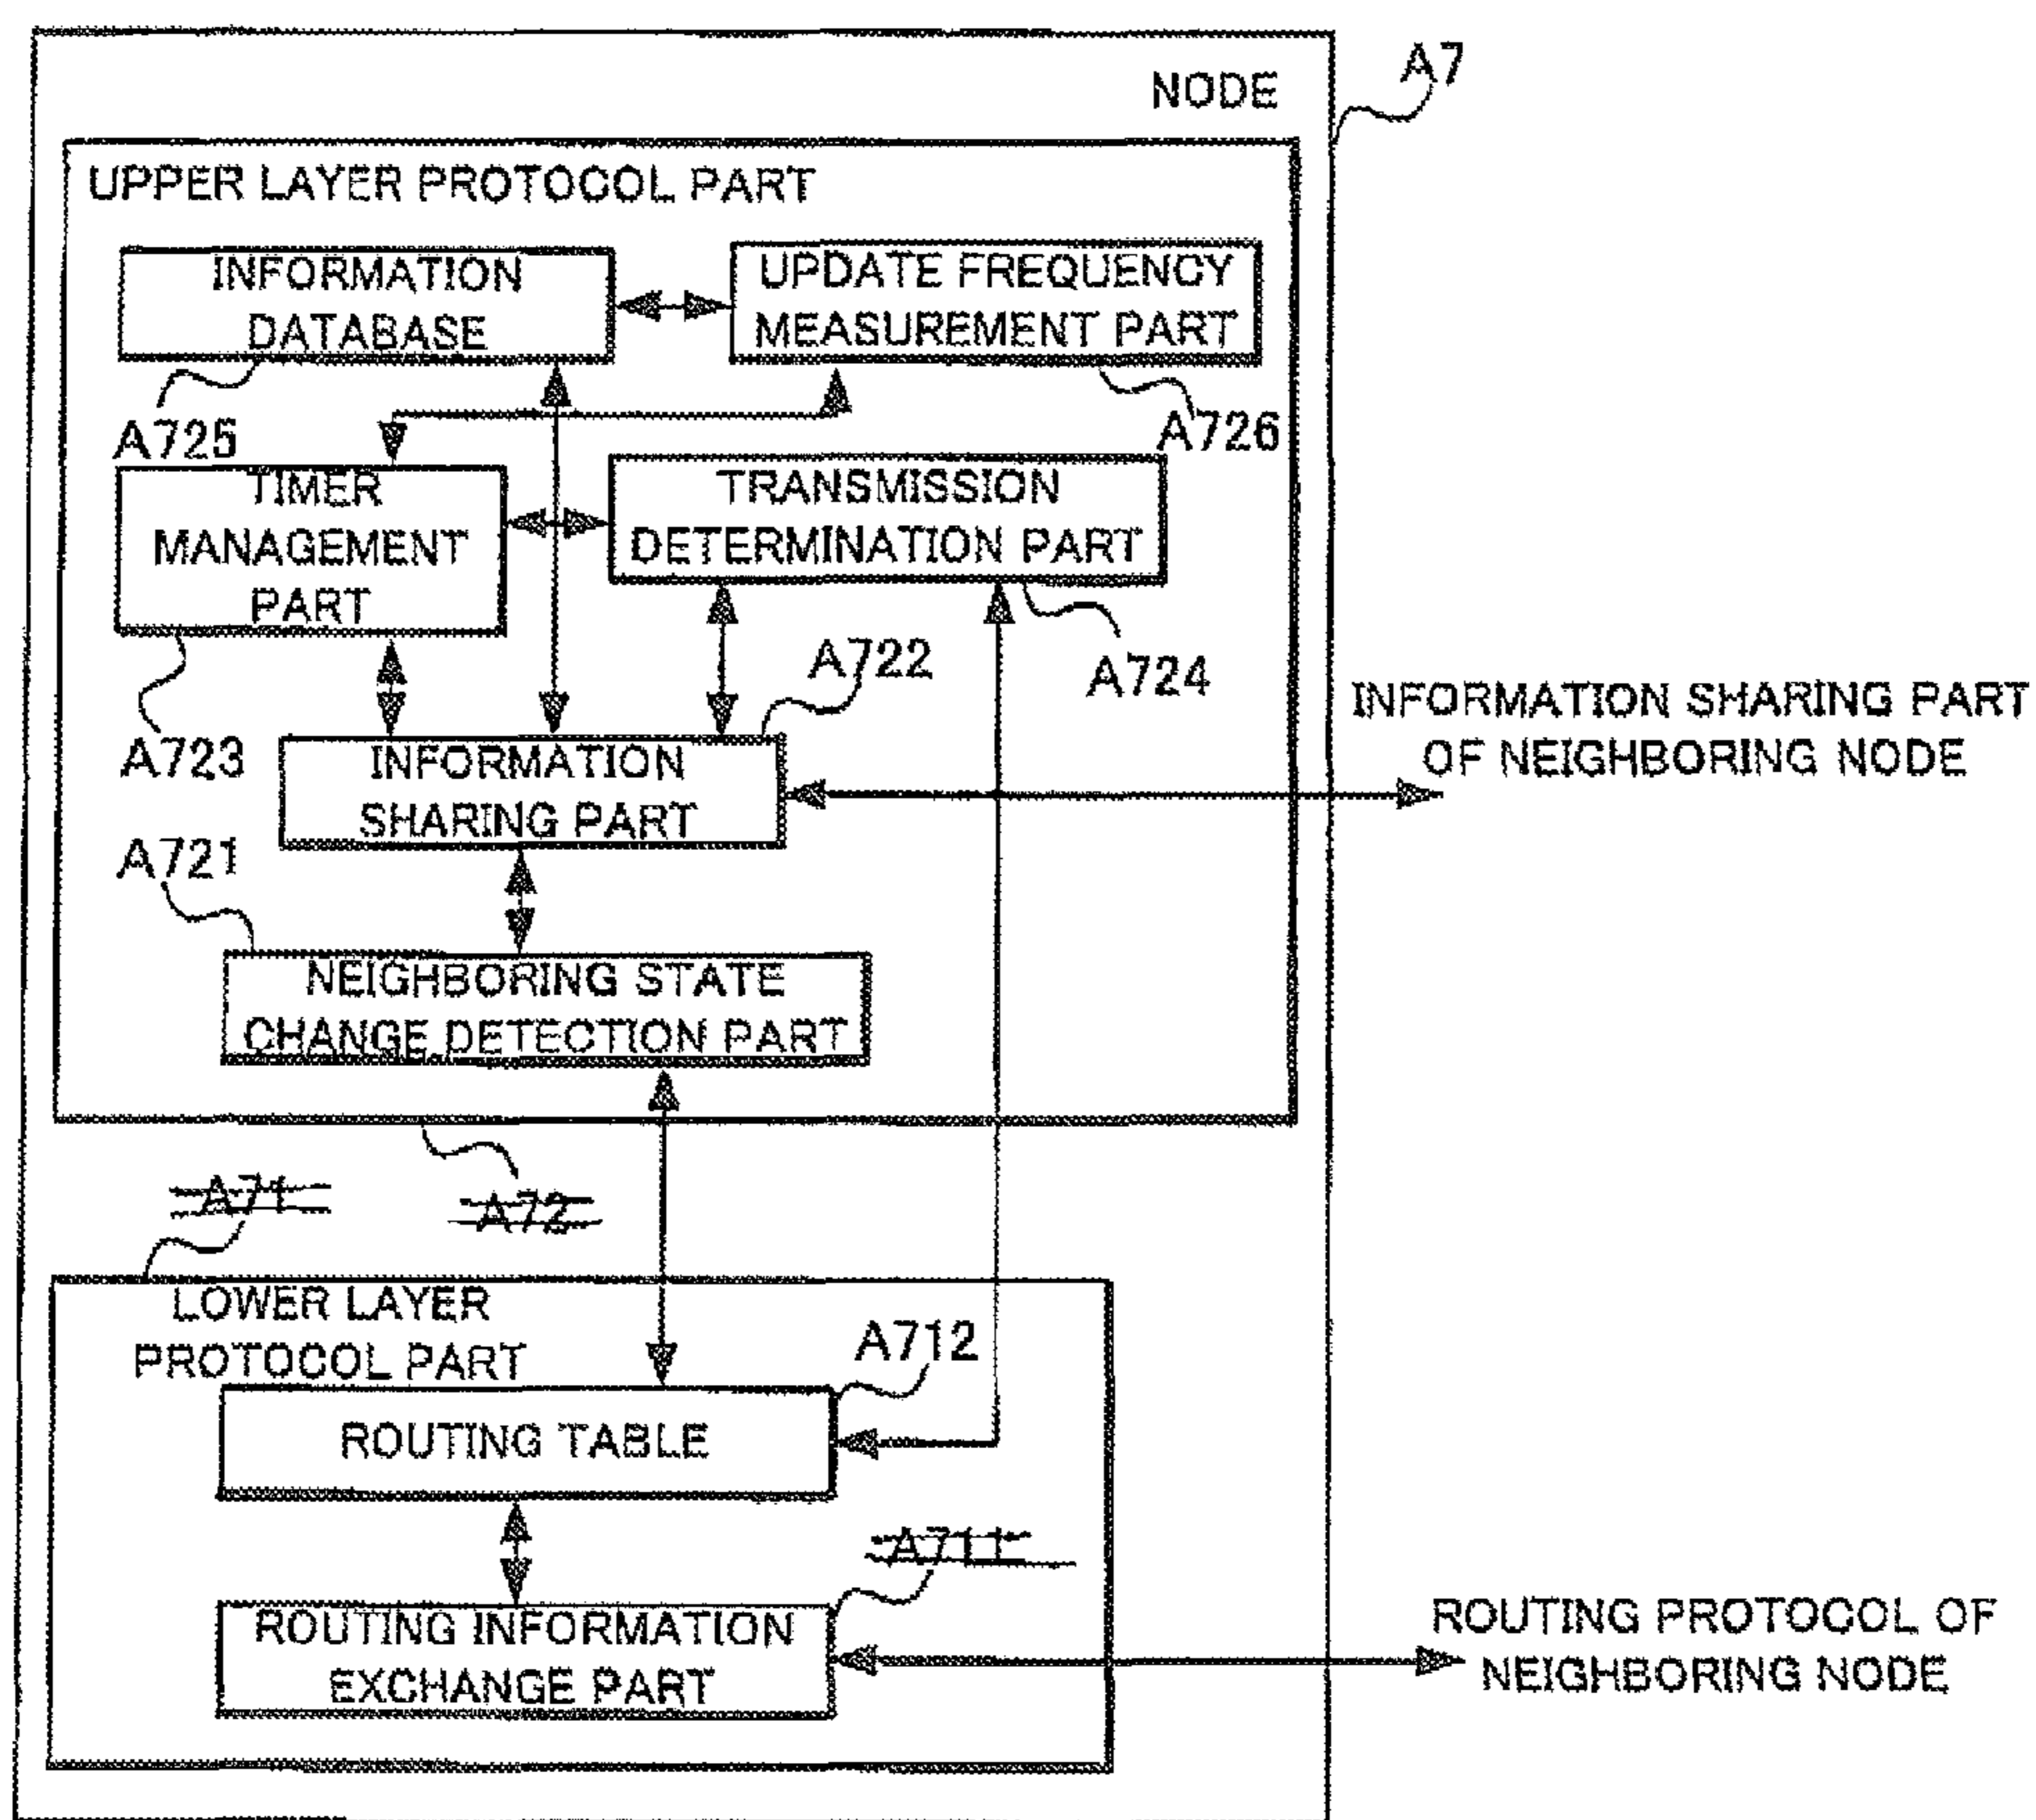 A7
NODE
UPPER LAYER PROTOCOL PART
INFORMATION
DATABASE
UPDATE FREQUENCY
MEASUREMENT PART
A725
A726
TIMER
MANAGEMENT
PART
TRANSMISSION
DETERMINATION PART
A722
A724
A723
INFORMATION SHARING PART
OF NEIGHBORING NODE
INFORMATION
SHARING PART
A721
NEIGHBORING STATE
CHANGE DETECTION PART
A71
A72
LOWER LAYER
PROTOCOL PART
A712
ROUTING TABLE
A711
ROUTING INFORMATION
EXCHANGE PART
ROUTING PROTOCOL OF
NEIGHBORING NODE